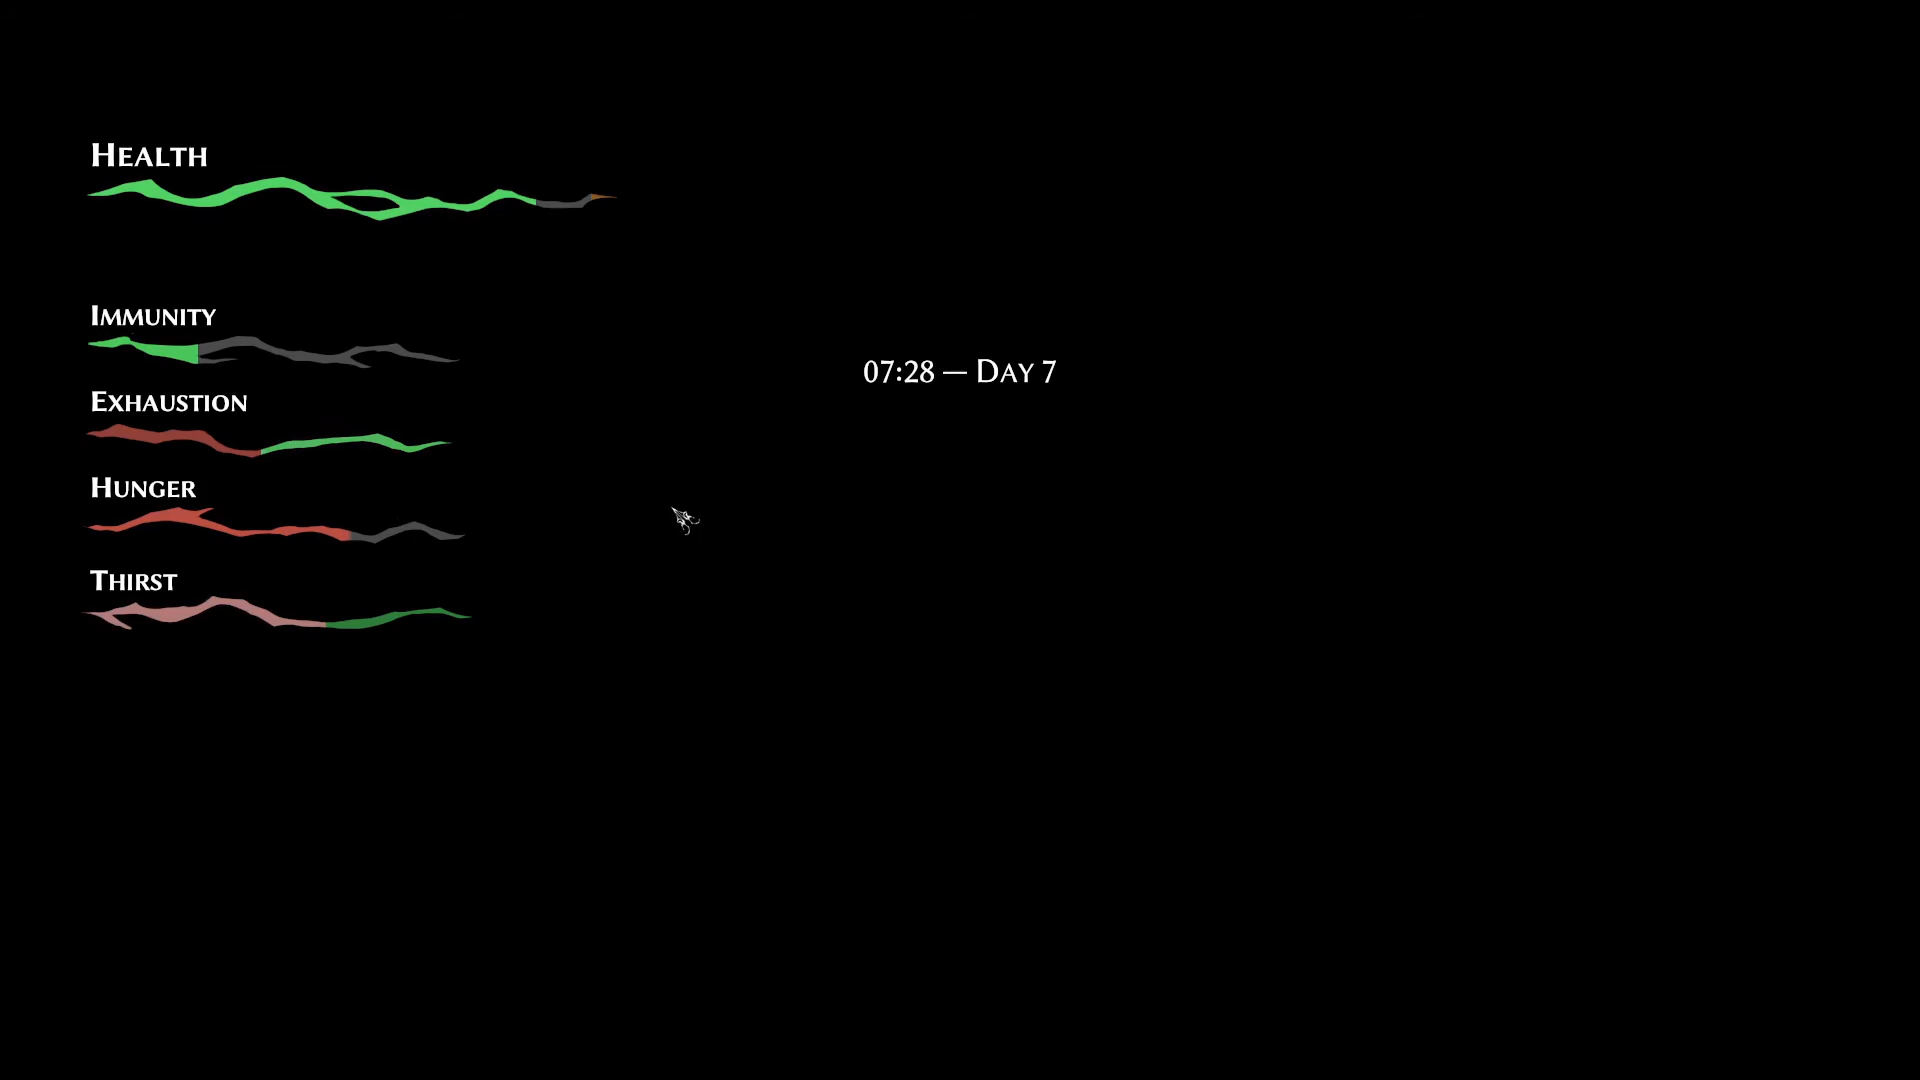 Health
Immunity
07:28 — Day 7
Exhaustion
Hunger
Thirst